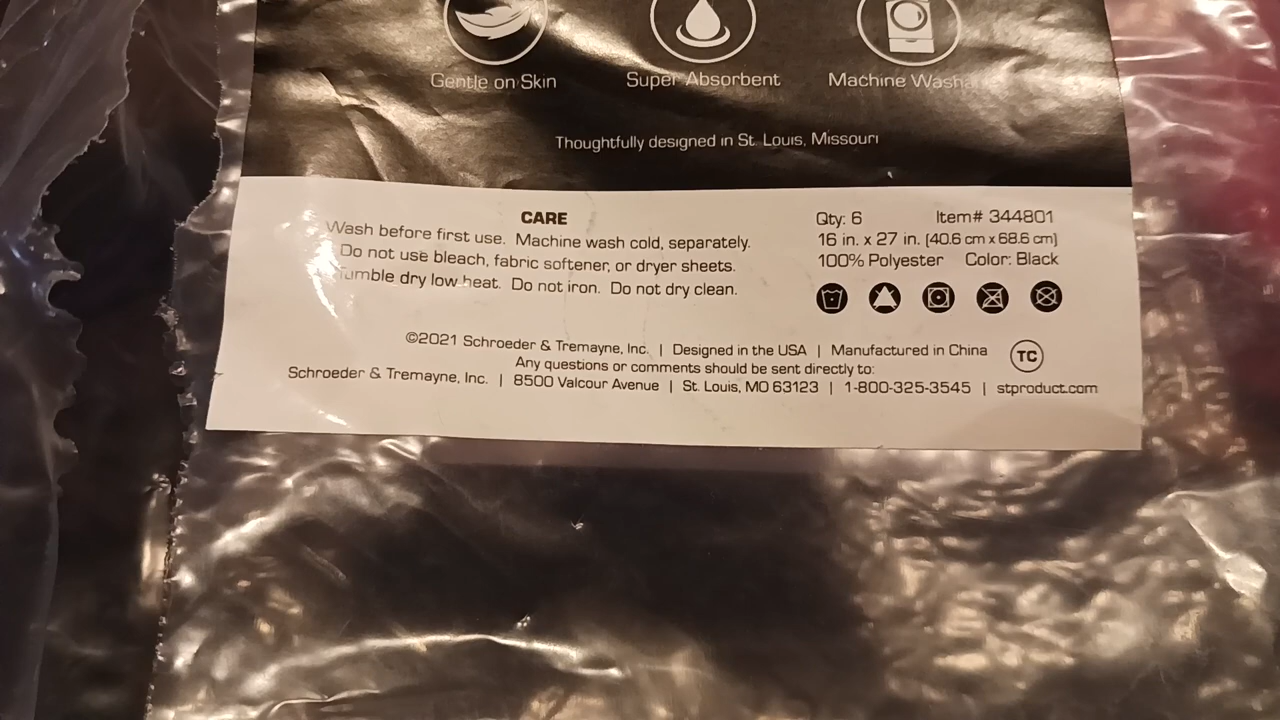 Gentle on Skin
Super Absorbent
Machine
Thoughtfully designed in St. Louis, Missouri
CARE
Wash before first use. Machine wash cold, separately.
Do not use bleach, fabric softener, or dryer sheets.
Tumble dry low heat. Do not iron. Do not dry clean.
Qty: 6 Item# 344801
16 in. x 27 in. (40.6 cm x 68.6 cm)
100% Polyester Color: Black
©2021 Schroeder & Tremayne, Inc. | Designed in the USA | Manufactured in China
TC
Any questions or comments should be sent directly to:
Schroeder & Tremayne, Inc. | 8500 Valcour Avenue | St. Louis, MO 63123 | 1-800-325-3545 | stproduct.com